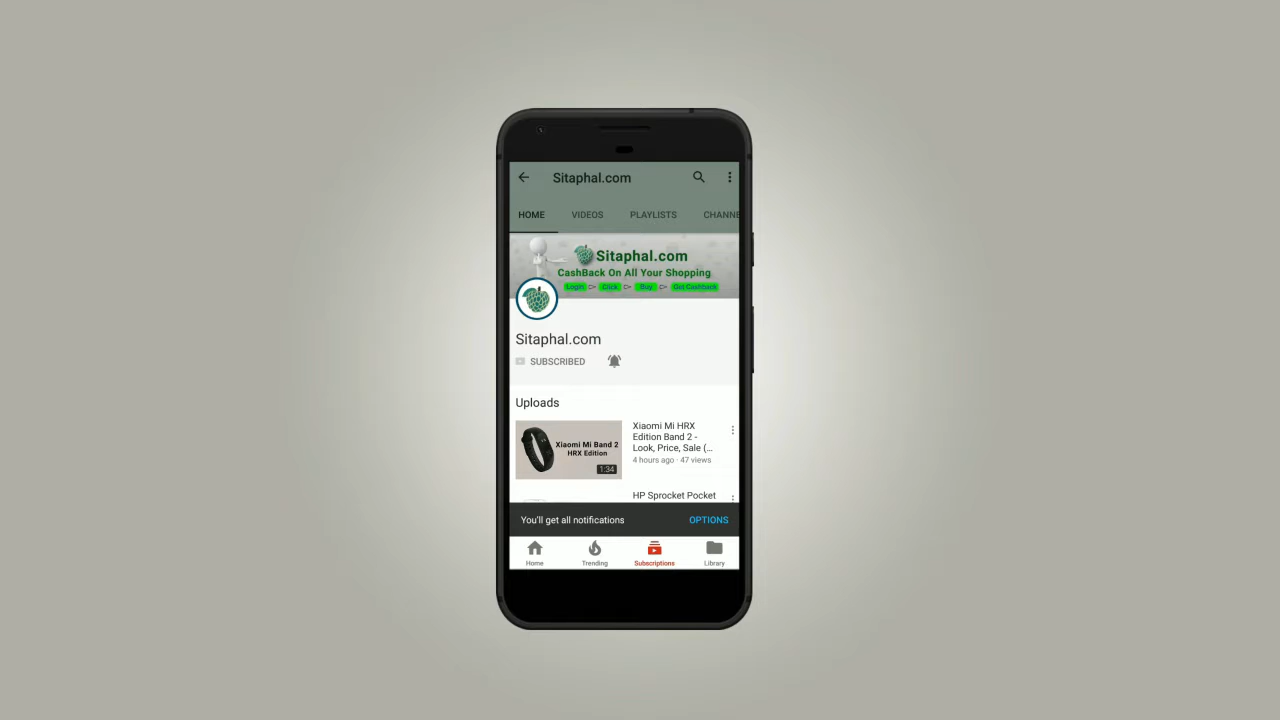 Sitaphal.com
HOME VIDEOS PLAYLISTS CHANNE
Sitaphal.com
CashBack On All Your Shopping
Login Click Buy Get Cashback
Sitaphal.com
SUBSCRIBED
Uploads
Xiaomi Mi Band 2
HRX Edition
1:34
Xiaomi Mi HRX
Edition Band 2 -
Look, Price, Sale (...
4 hours ago · 47 views
HP Sprocket Pocket
You'll get all notifications OPTIONS
Home Trending Subscriptions Library